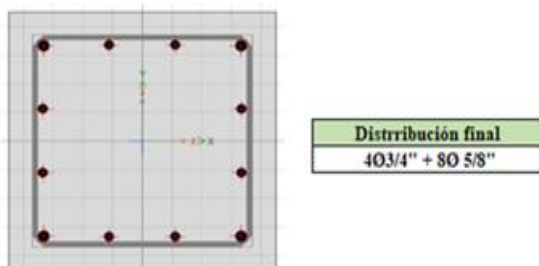 Y
X
Distrribución final
4Ø3/4" + 8Ø 5/8"